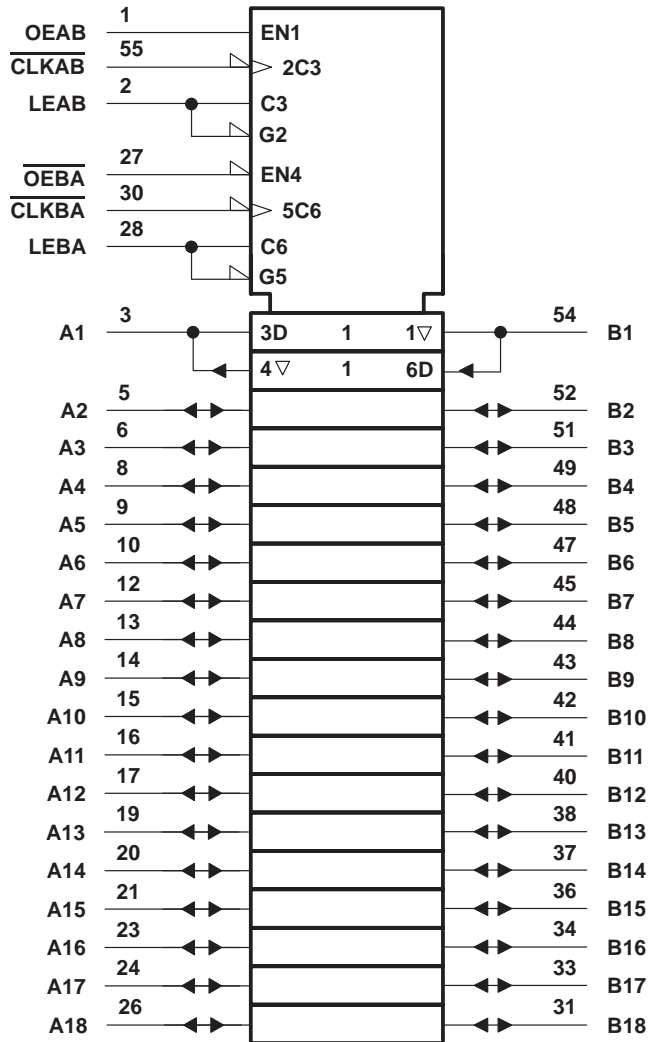 1
OEAB EN1
55
CLKAB 2C3
2
LEAB C3
G2
27
OEBA EN4
30
CLKBA 5C6
28
LEBA C6
G5
3 54
A1 3D 1 1▽ B1
4▽ 1 6D
5 52
A2 B2
6 51
A3 B3
8 49
A4 B4
9 48
A5 B5
10 47
A6 B6
12 45
A7 B7
13 44
A8 B8
14 43
A9 B9
15 42
A10 B10
16 41
A11 B11
17 40
A12 B12
19 38
A13 B13
20 37
A14 B14
21 36
A15 B15
23 34
A16 B16
24 33
A17 B17
26 31
A18 B18